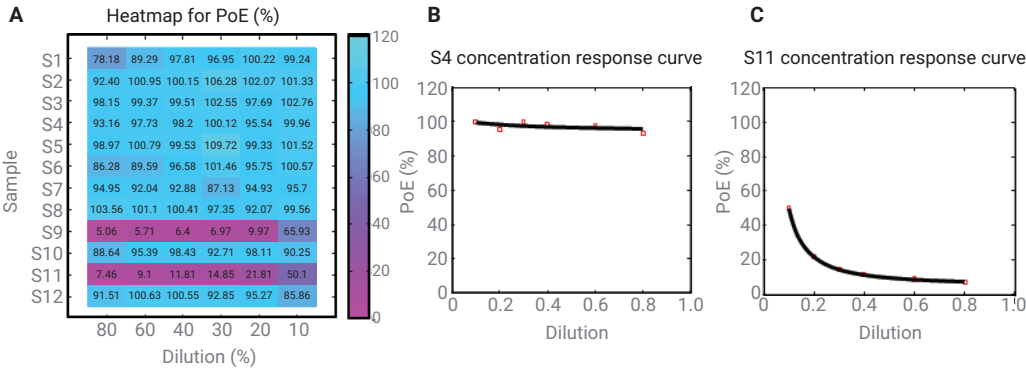 A
Heatmap for PoE (%)
Sample
S1 78.18 89.29 97.81 96.95 100.22 99.24
S2 92.40 100.95 100.15 106.28 102.07 101.33
S3 98.15 99.37 99.51 102.55 97.69 102.76
S4 93.16 97.73 98.2 100.12 95.54 99.96
S5 98.97 100.79 99.53 109.72 99.33 101.52
S6 86.28 89.59 96.58 101.46 95.75 100.57
S7 94.95 92.04 92.88 87.13 94.93 95.7
S8 103.56 101.1 100.41 97.35 92.07 99.56
S9 5.06 5.71 6.4 6.97 9.97 65.93
S10 88.64 95.39 98.43 92.71 98.11 90.25
S11 7.46 9.1 11.81 14.85 21.81 50.1
S12 91.51 100.63 100.55 92.85 95.27 85.86
80 60 40 30 20 10
Dilution (%)
120
100
80
60
40
20
0
B
S4 concentration response curve
PoE (%)
120
100
80
60
40
20
0
0 0.2 0.4 0.6 0.8 1.0
Dilution
C
S11 concentration response curve
PoE (%)
120
100
80
60
40
20
0
0 0.2 0.4 0.6 0.8 1.0
Dilution